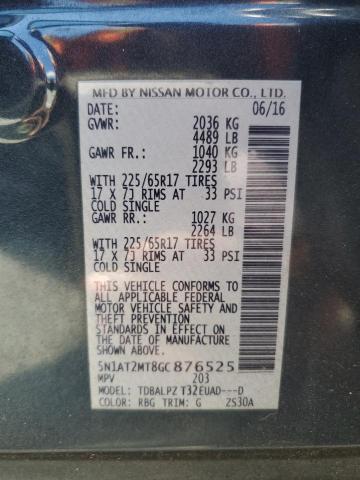 MFD BY NISSAN MOTOR CO., LTD.
DATE: 06/16
GVWR: 2036 KG
4489 LB
GAWR FR.: 1040 KG
2293 LB
WITH 225/65R17 TIRES
17 X 7J RIMS AT 33 PSI
COLD SINGLE
GAWR RR.: 1027 KG
2264 LB
WITH 225/65R17 TIRES
17 X 7J RIMS AT 33 PSI
COLD SINGLE
THIS VEHICLE CONFORMS TO
ALL APPLICABLE FEDERAL
MOTOR VEHICLE SAFETY AND
THEFT PREVENTION
STANDARDS IN EFFECT ON
THE DATE OF MANUFACTURE
SHOWN ABOVE.
5N1AT2MT8GC876525
MPV 203
MODEL: TDBALPZ T32EUAD---D
COLOR: RBG TRIM: G 2S30A